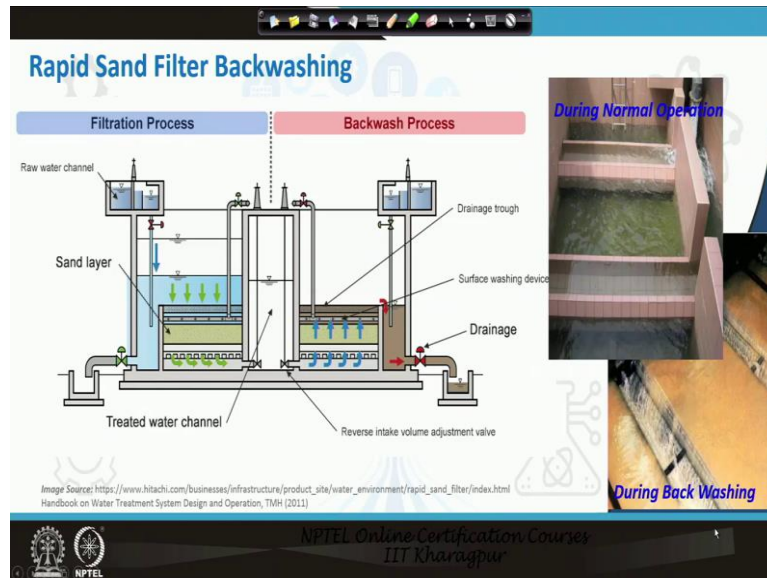 Rapid Sand Filter Backwashing
Filtration Process
Backwash Process
Raw water channel
Sand layer
Treated water channel
Drainage trough
Surface washing device
Drainage
Reverse intake volume adjustment valve
During Normal Operation
During Back Washing
Image Source: https://www.hitachi.com/businesses/infrastructure/product_site/water_environment/rapid_sand_filter/index.html
Handbook on Water Treatment System Design and Operation, TMH (2011)
NPTEL Online Certification Courses
IIT Kharagpur
NPTEL